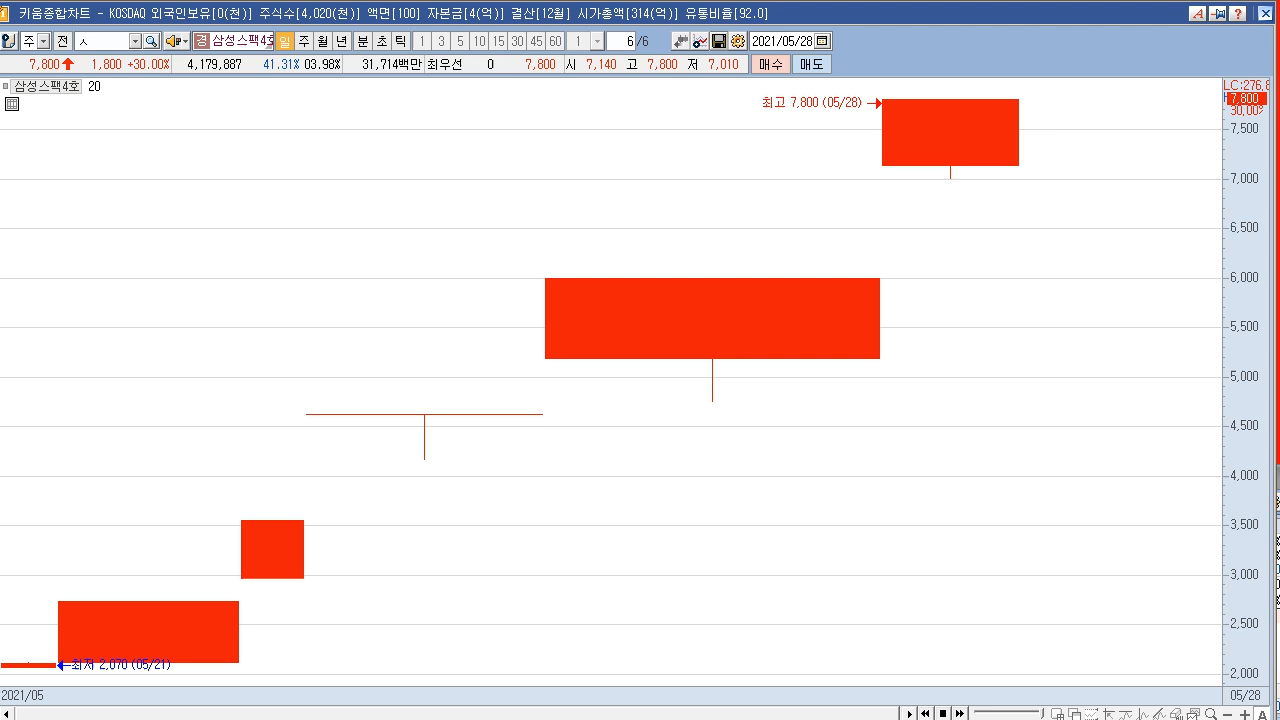 키움종합차트 - KOSDAQ 외국인보유[0(천)] 주식수[4,020(천)] 액면[100] 자본금[4(억)] 결산[12월] 시가총액[314(억)] 유통비율[92.0]
주 전 ㅅ 경 삼성스팩4호 일 주 월 년 분 초 틱 1 3 5 10 15 30 45 60 1 6 /6 2021/05/28
7,800 1,800 +30.00% 4,179,887 41.31% 03.98% 31,714백만 최우선 0 7,800 시 7,140 고 7,800 저 7,010 매수 매도
삼성스팩4호 20
LC:276,8
최고 7,800 (05/28)
7,800
30,00%
7,500
7,000
6,500
6,000
5,500
5,000
4,500
4,000
3,500
3,000
2,500
최저 2,070 (05/21)
2,000
2021/05 05/28
A